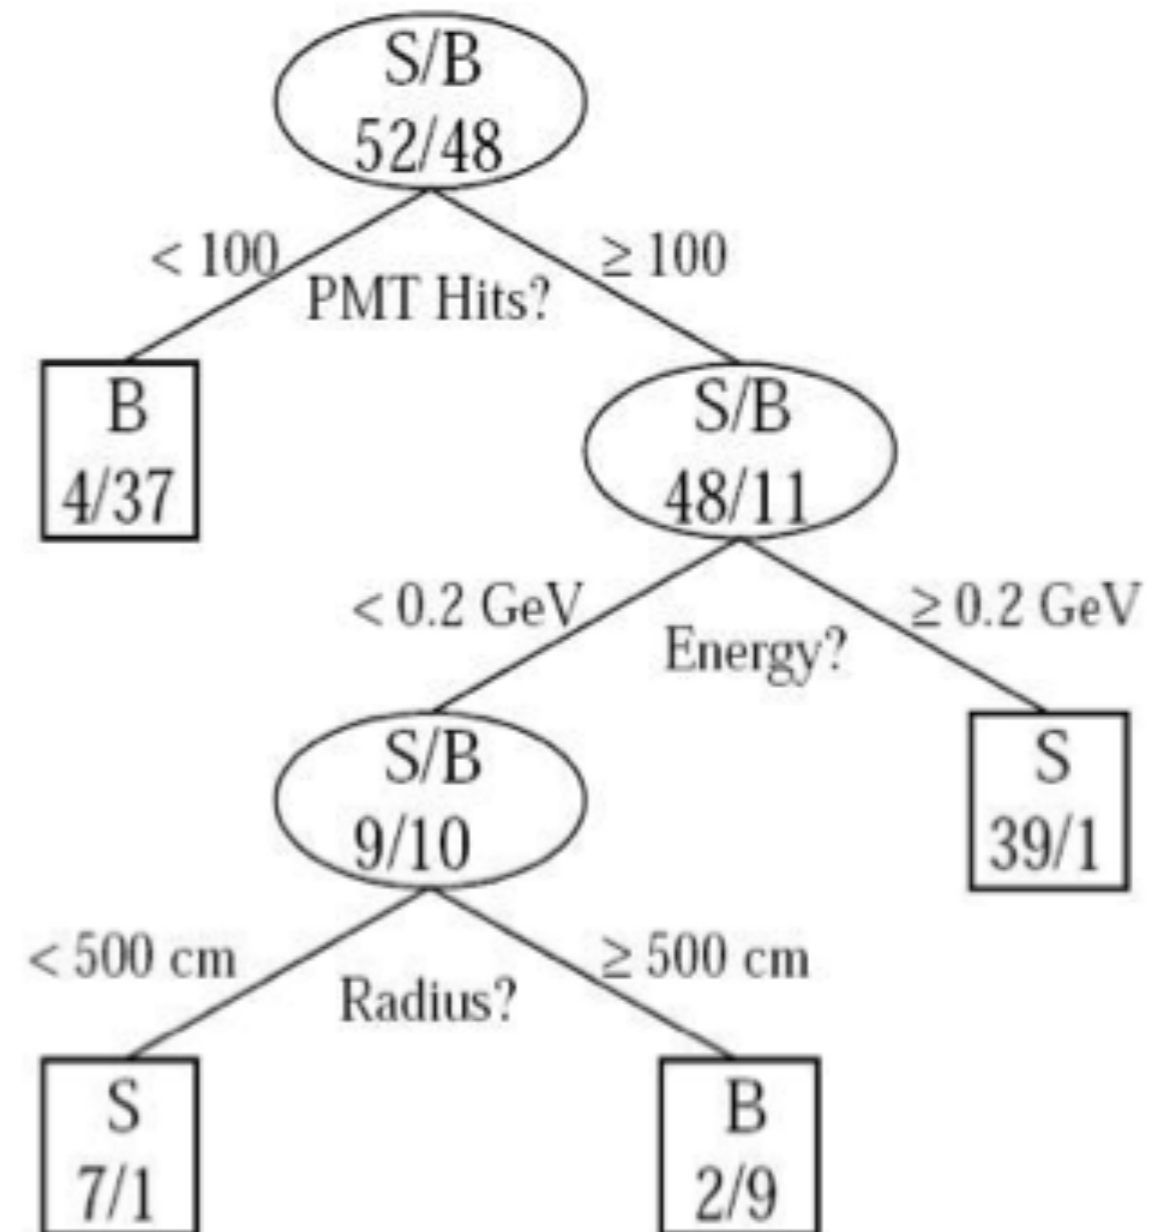 S/B
52/48
< 100
≥ 100
PMT Hits?
B
4/37
S/B
48/11
< 0.2 GeV
≥ 0.2 GeV
Energy?
S/B
9/10
S
39/1
< 500 cm
≥ 500 cm
Radius?
S
7/1
B
2/9